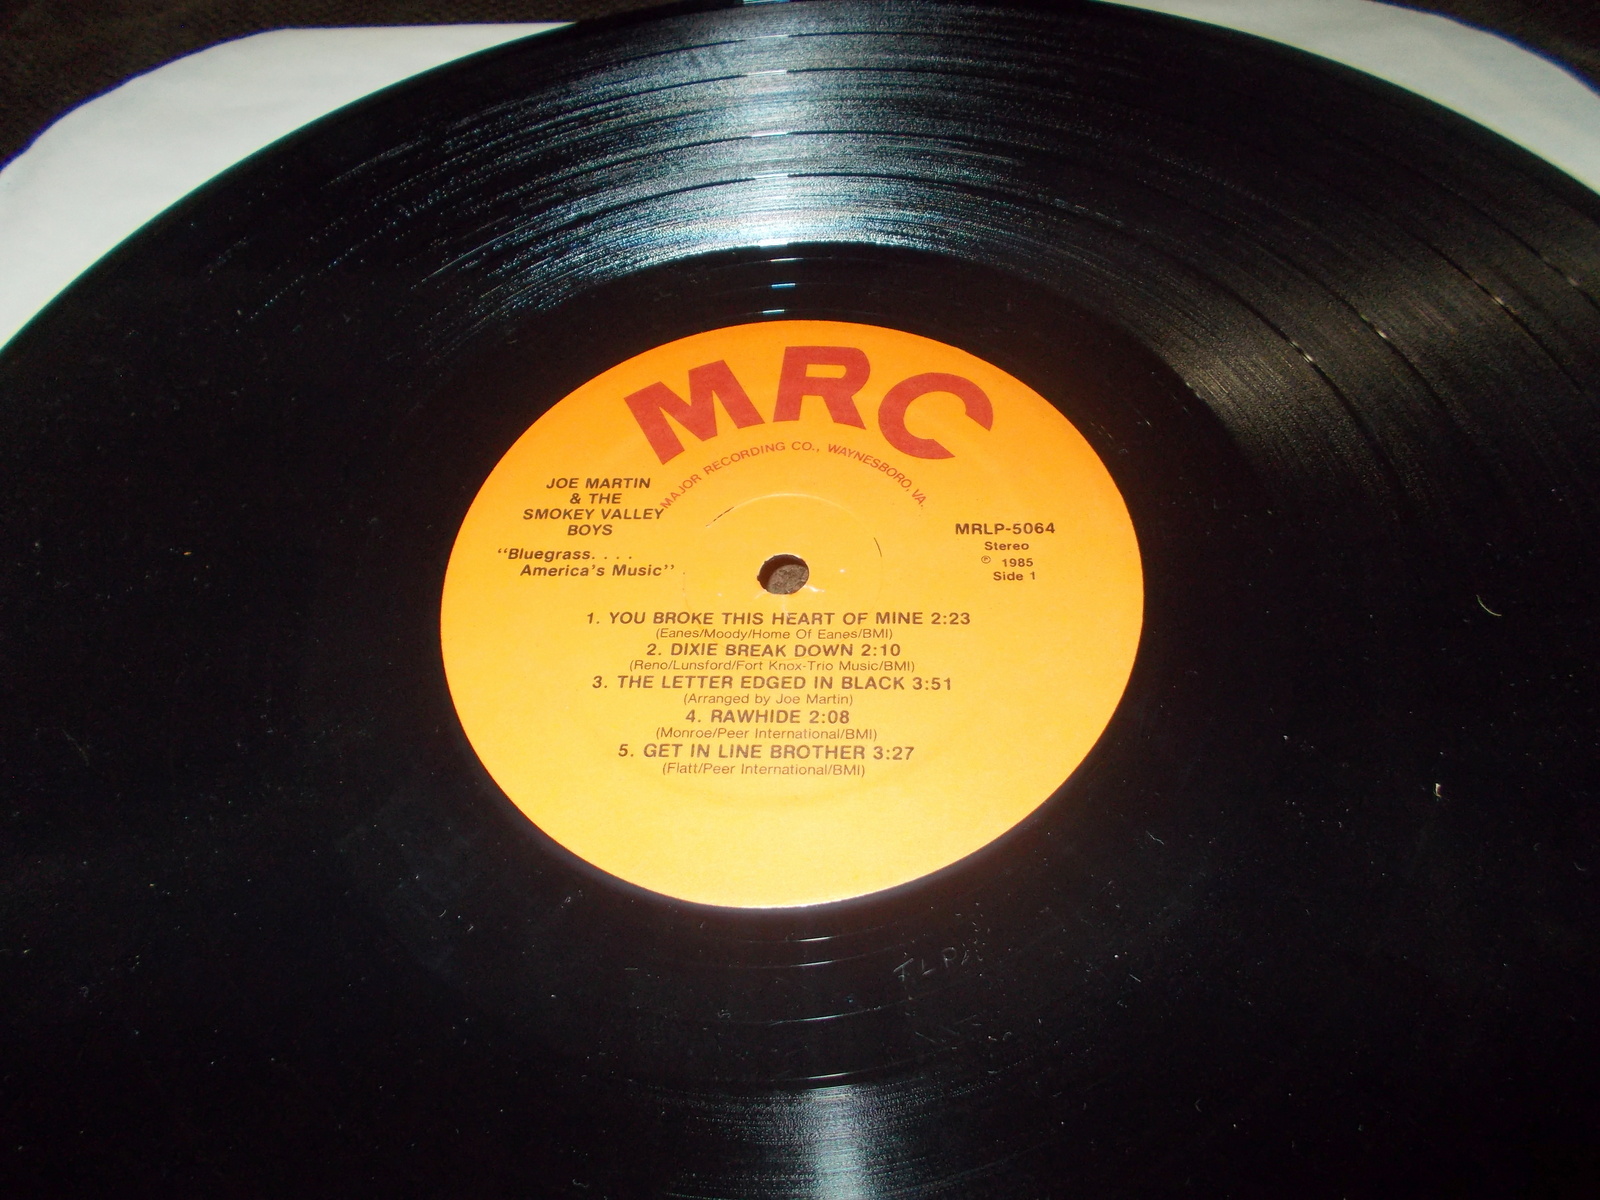 MRC
MAJOR RECORDING CO., WAYNESBORO, VA.
JOE MARTIN
& THE
SMOKEY VALLEY
BOYS
"Bluegrass. . . .
America's Music"
MRLP-5064
Stereo
℗ 1985
Side 1
1. YOU BROKE THIS HEART OF MINE 2:23
(Eanes/Moody/Home Of Eanes/BMI)
2. DIXIE BREAK DOWN 2:10
(Reno/Lunsford/Fort Knox-Trio Music/BMI)
3. THE LETTER EDGED IN BLACK 3:51
(Arranged by Joe Martin)
4. RAWHIDE 2:08
(Monroe/Peer International/BMI)
5. GET IN LINE BROTHER 3:27
(Flatt/Peer International/BMI)